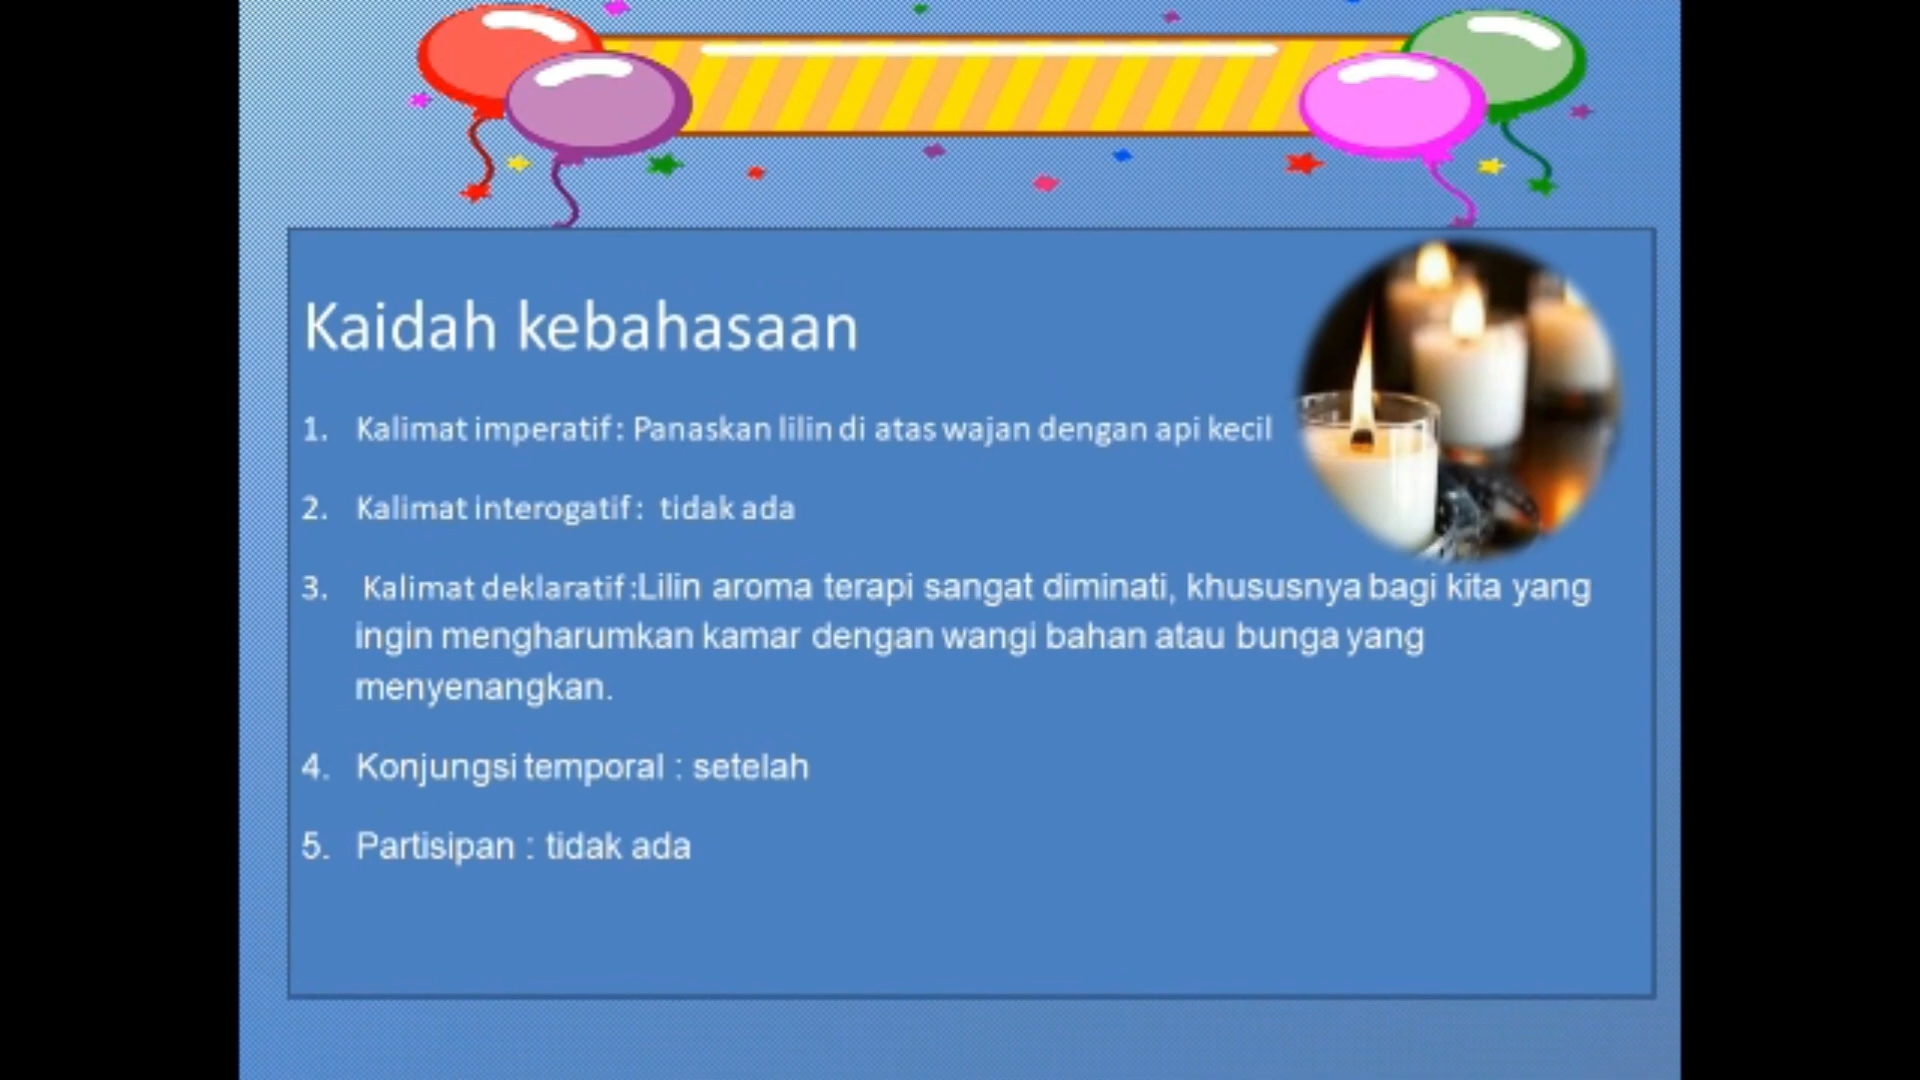 Kaidah kebahasaan
1. Kalimat imperatif : Panaskan lilin di atas wajan dengan api kecil
2. Kalimat interogatif : tidak ada
3. Kalimat deklaratif :Lilin aroma terapi sangat diminati, khususnya bagi kita yang
ingin mengharumkan kamar dengan wangi bahan atau bunga yang
menyenangkan.
4. Konjungsi temporal : setelah
5. Partisipan : tidak ada